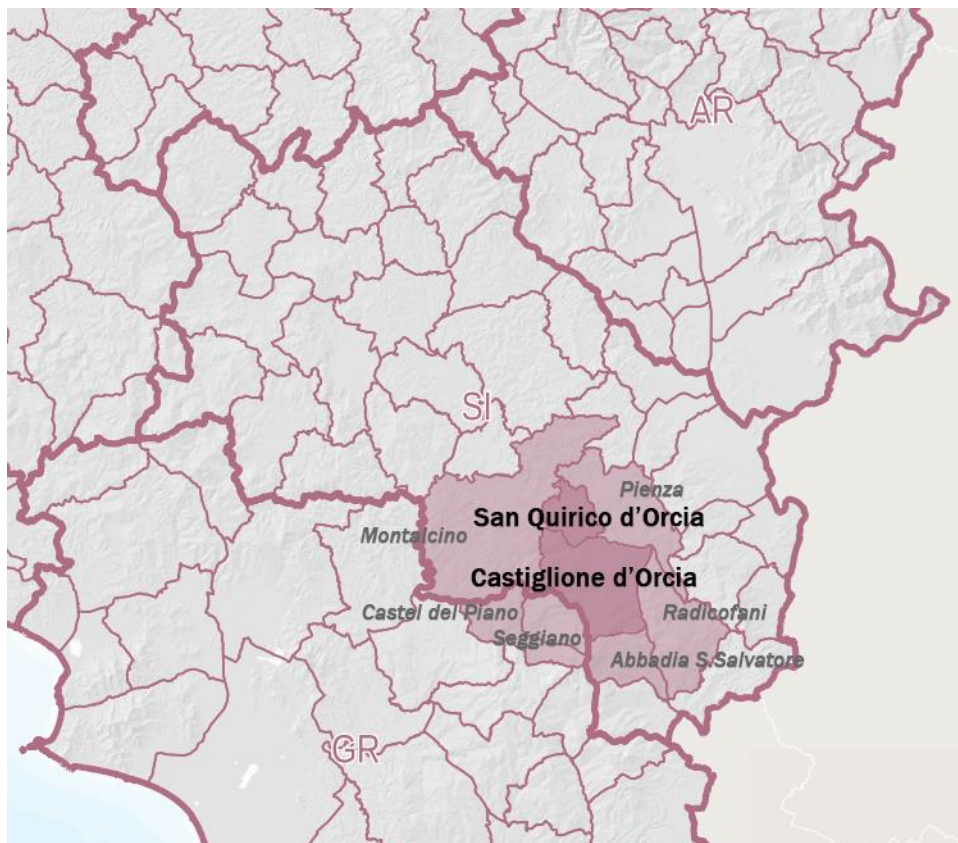 AR
SI
Pienza
San Quirico d’Orcia
Montalcino
Castiglione d’Orcia
Castel del Piano
Radicofani
Seggiano
Abbadia S.Salvatore
GR